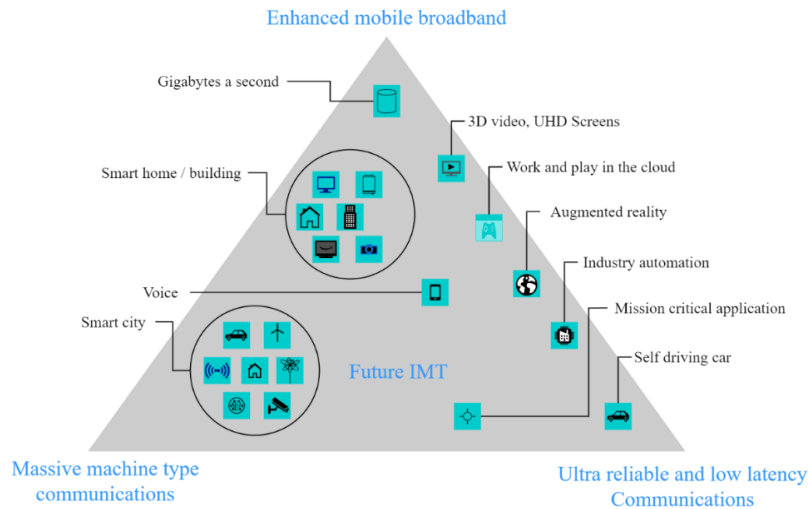 Enhanced mobile broadband
Gigabytes a second
3D video, UHD Screens
Smart home / building
Work and play in the cloud
Augmented reality
Industry automation
Voice
Mission critical application
Smart city
Self driving car
Future IMT
Massive machine type
communications
Ultra reliable and low latency
Communications